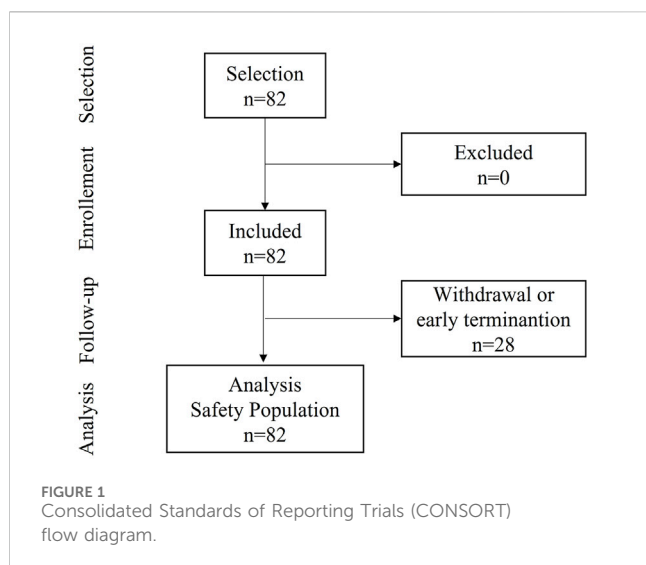 Selection
Selection
n=82
Enrollement
Excluded
n=0
Included
n=82
Follow-up
Withdrawal or
early terminantion
n=28
Analysis
Analysis
Safety Population
n=82
FIGURE 1
Consolidated Standards of Reporting Trials (CONSORT)
flow diagram.